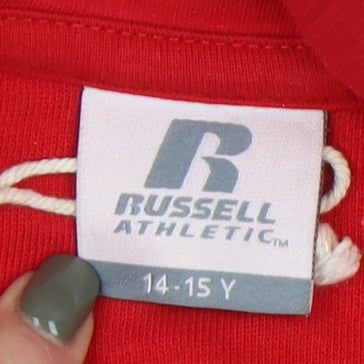 R
RUSSELL
ATHLETIC™
14-15 Y